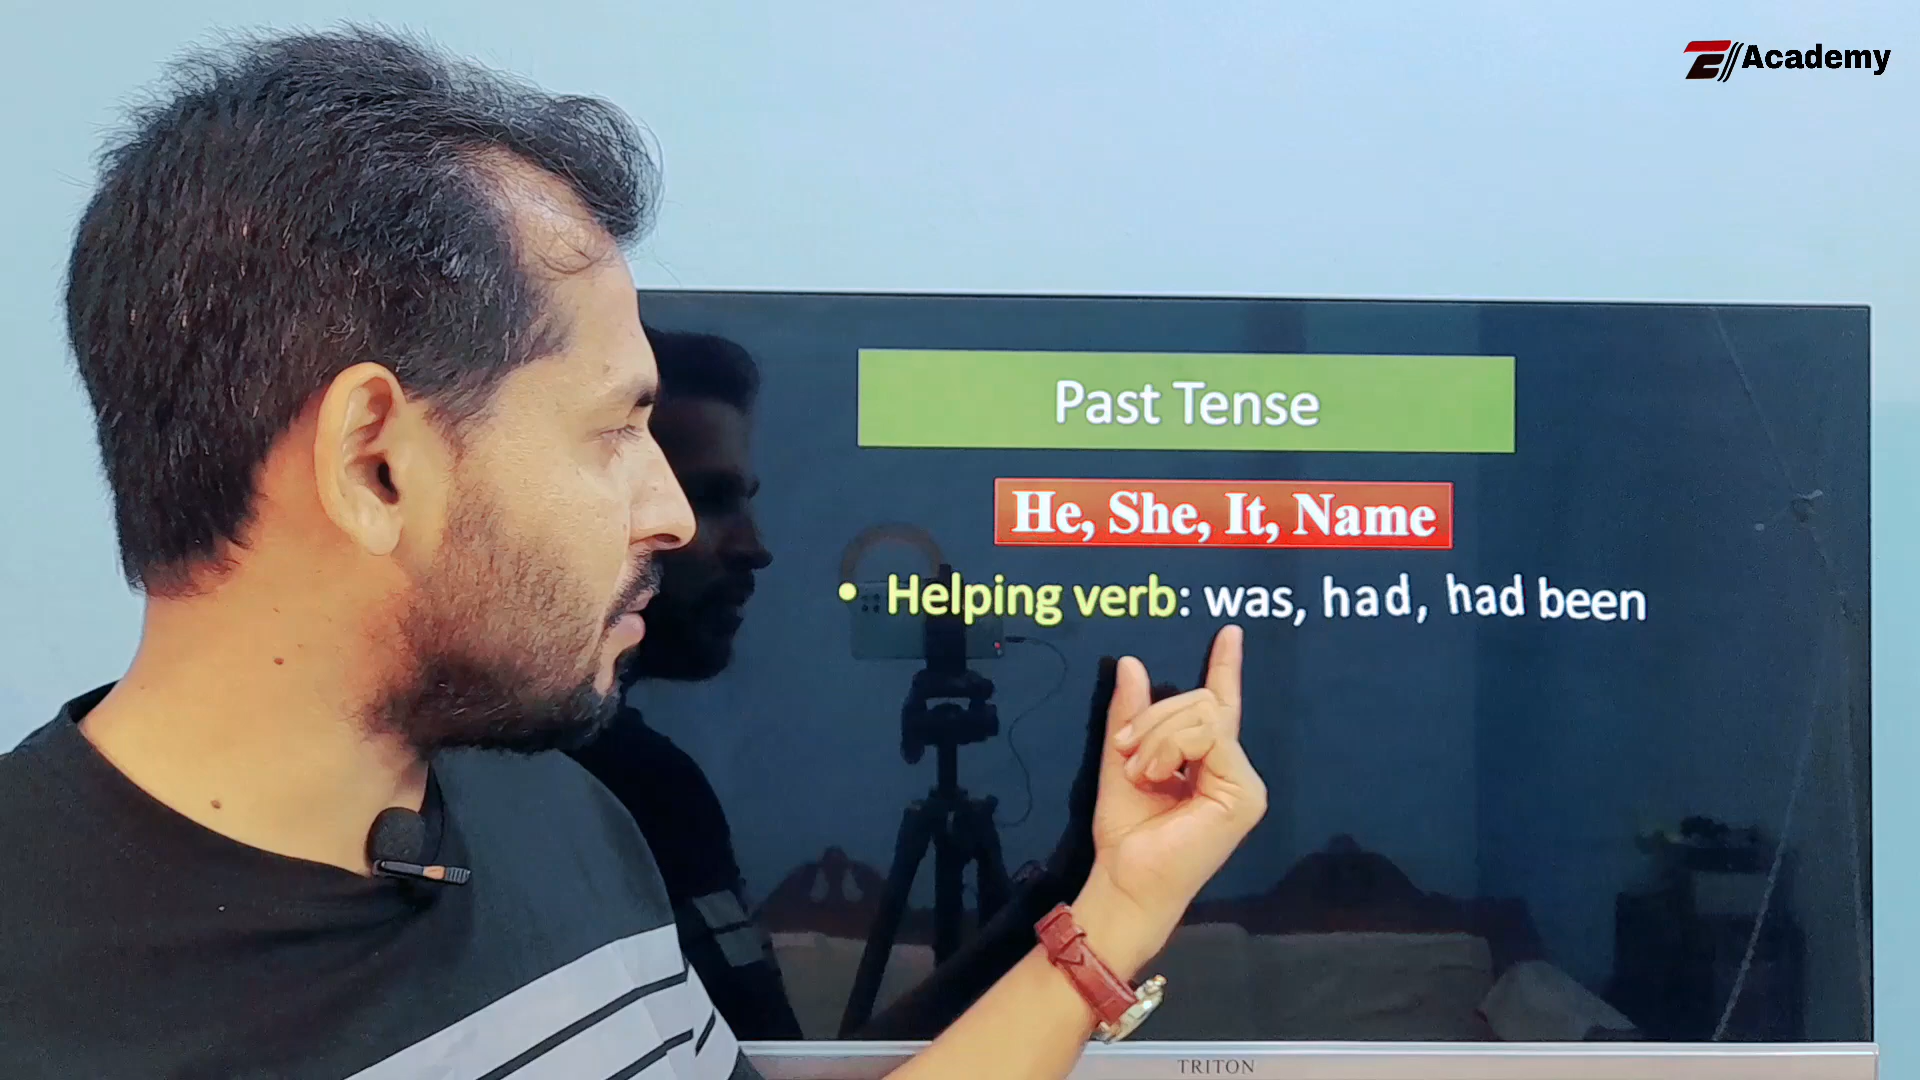 Academy
Past Tense
He, She, It, Name
• Helping verb: was, had, had been
TRITON